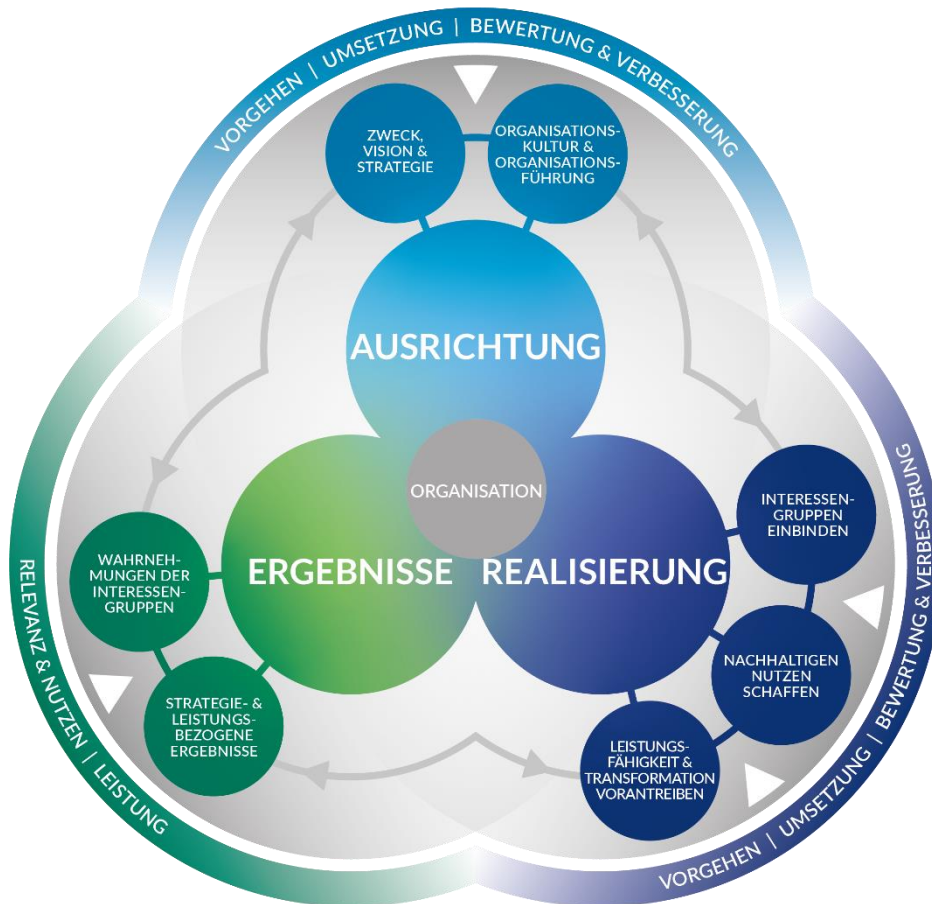 VORGEHEN | UMSETZUNG | BEWERTUNG & VERBESSERUNG
ZWECK,
VISION &
STRATEGIE
ORGANISATIONS-
KULTUR &
ORGANISATIONS-
FÜHRUNG
AUSRICHTUNG
ORGANISATION
ERGEBNISSE
REALISIERUNG
INTERESSEN-
GRUPPEN
EINBINDEN
NACHHALTIGEN
NUTZEN
SCHAFFEN
LEISTUNGS-
FÄHIGKEIT &
TRANSFORMATION
VORANTREIBEN
VORGEHEN | UMSETZUNG | BEWERTUNG & VERBESSERUNG
WAHRNEH-
MUNGEN DER
INTERESSEN-
GRUPPEN
STRATEGIE- &
LEISTUNGS-
BEZOGENE
ERGEBNISSE
RELEVANZ & NUTZEN | LEISTUNG